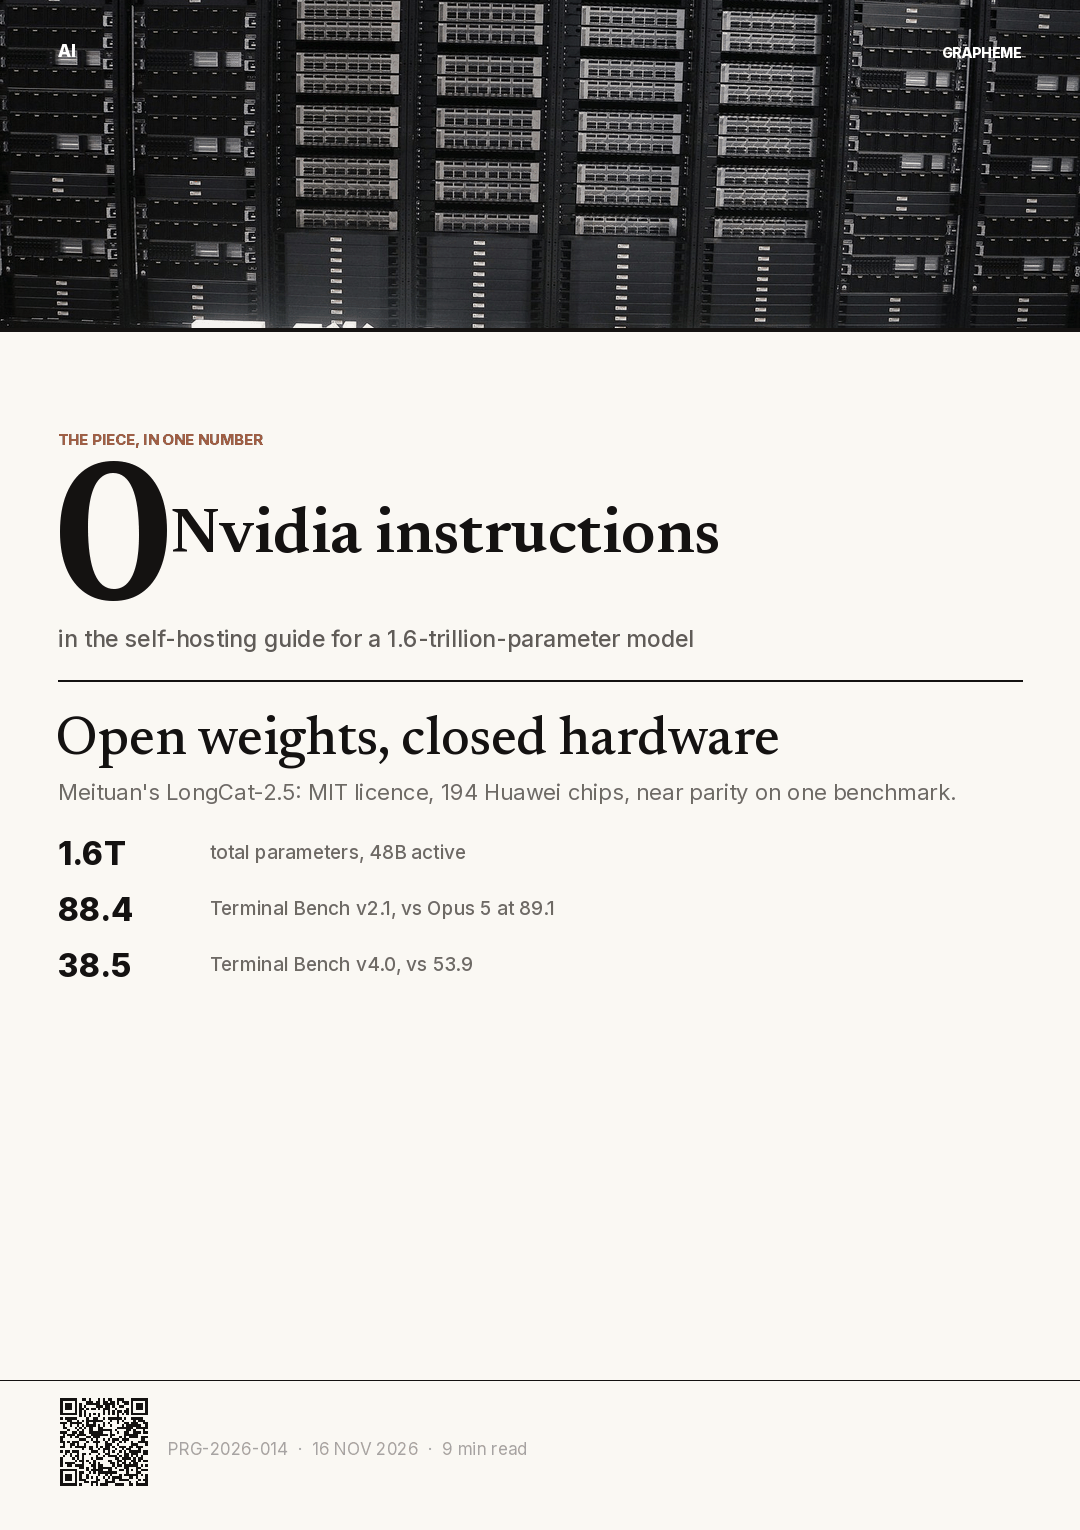 AI
GRAPHEME
THE PIECE, IN ONE NUMBER
0 Nvidia instructions
in the self-hosting guide for a 1.6-trillion-parameter model
Open weights, closed hardware
Meituan's LongCat-2.5: MIT licence, 194 Huawei chips, near parity on one benchmark.
1.6T total parameters, 48B active
88.4 Terminal Bench v2.1, vs Opus 5 at 89.1
38.5 Terminal Bench v4.0, vs 53.9
PRG-2026-014 · 16 NOV 2026 · 9 min read